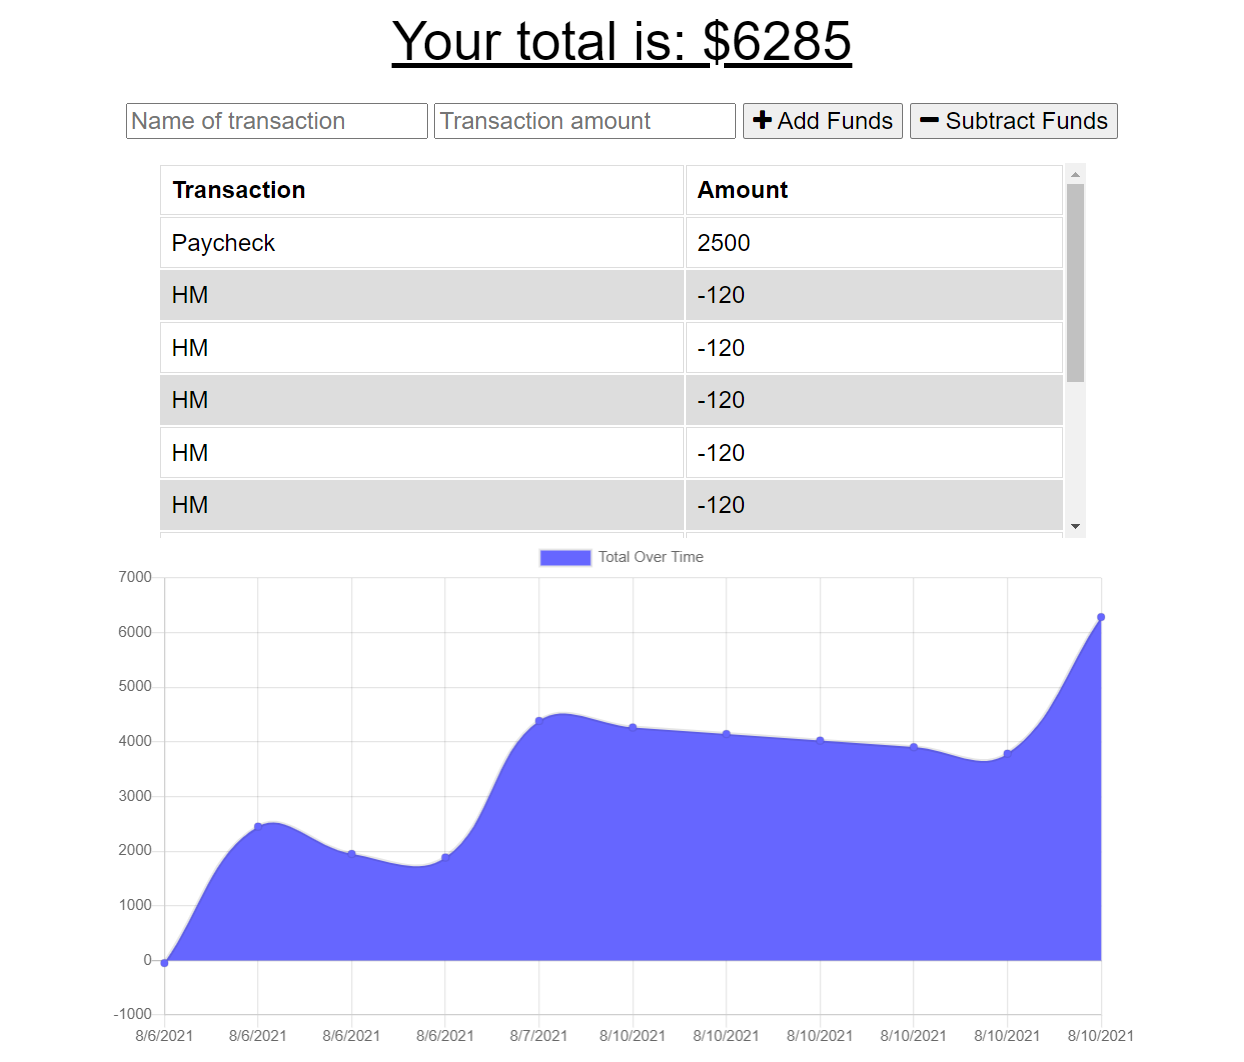 Your total is: $6285
Name of transaction Transaction amount + Add Funds − Subtract Funds
Transaction Amount
Paycheck 2500
HM -120
HM -120
HM -120
HM -120
HM -120
Total Over Time
7000
6000
5000
4000
3000
2000
1000
0
-1000
8/6/2021 8/6/2021 8/6/2021 8/6/2021 8/7/2021 8/10/2021 8/10/2021 8/10/2021 8/10/2021 8/10/2021 8/10/2021